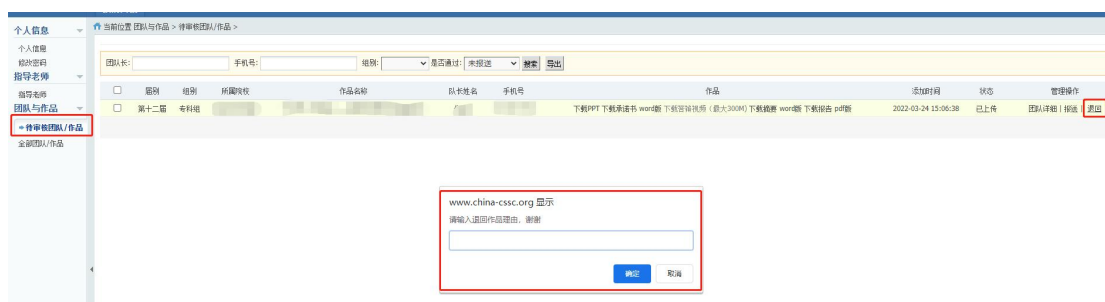 个人信息
当前位置 团队与作品 > 待审核团队/作品 >
个人信息
修改密码
指导老师
指导老师
团队与作品
待审核团队/作品
全部团队/作品
团队长: 手机号: 组别: 是否通过: 未报送 搜索 导出
届别 组别 所属院校 作品名称 队长姓名 手机号 作品 添加时间 状态 管理操作
第十二届 专科组 下载PPT 下载承诺书 word版 下载答辩视频（最大300M) 下载摘要 word版 下载报告 pdf版 2022-03-24 15:06:38 已上传 团队详细 | 报送 | 退回
www.china-cssc.org 显示
请输入退回作品理由，谢谢
确定 取消